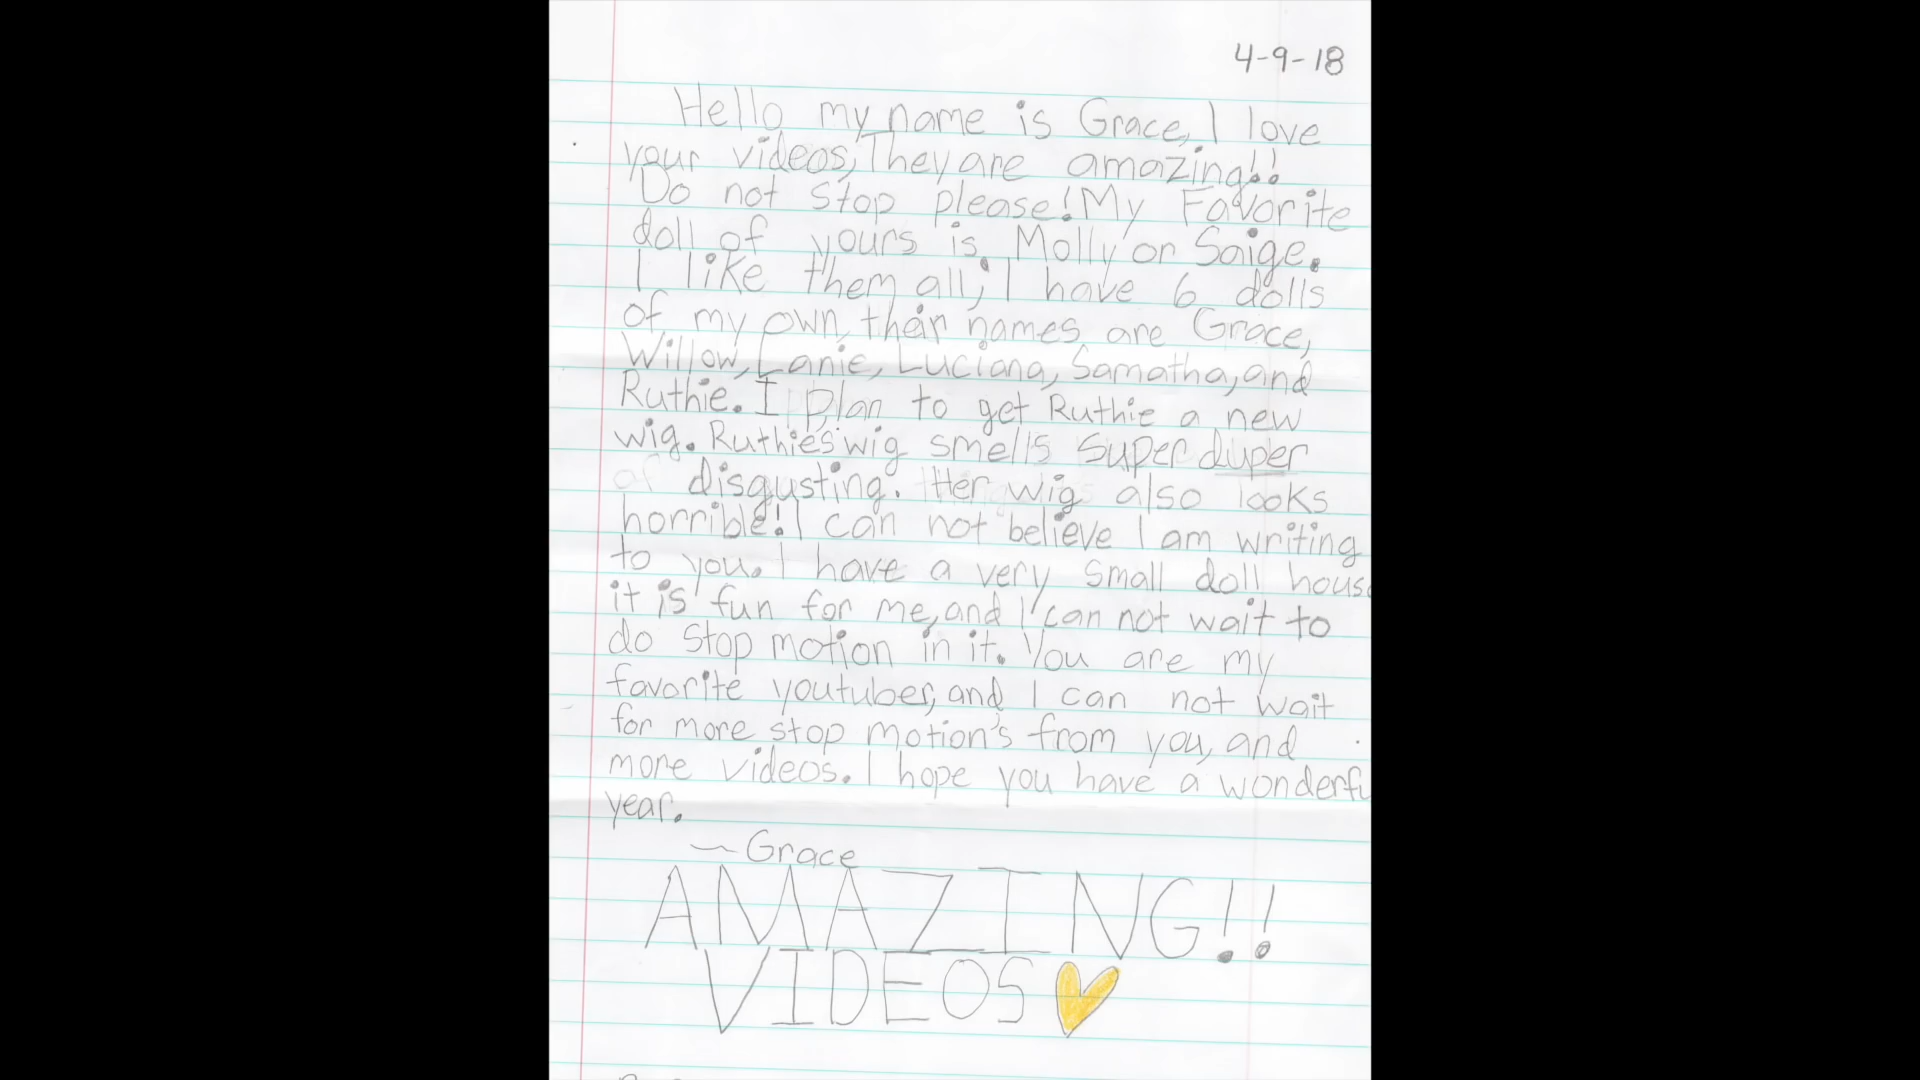 4-9-18
Hello my name is Grace, I love
your videos, They are amazing!!
Do not stop please! My Favorite
doll of yours is Molly or Saige.
I like them all, I have 6 dolls
of my own, their names are Grace,
Willow, Lanie, Luciana, Samatha, and
Ruthie. I plan to get Ruthie a new
wig. Ruthies' wig smells super duper
disgusting. Her wig also looks
horrible! I can not believe I am writing
to you. I have a very small doll house
it is fun for me, and I can not wait to
do stop motion in it. You are my
favorite youtuber, and I can not wait
for more stop motion's from you, and
more videos. I hope you have a wonderfu
year.
~Grace
AMAZING!!
VIDEOS